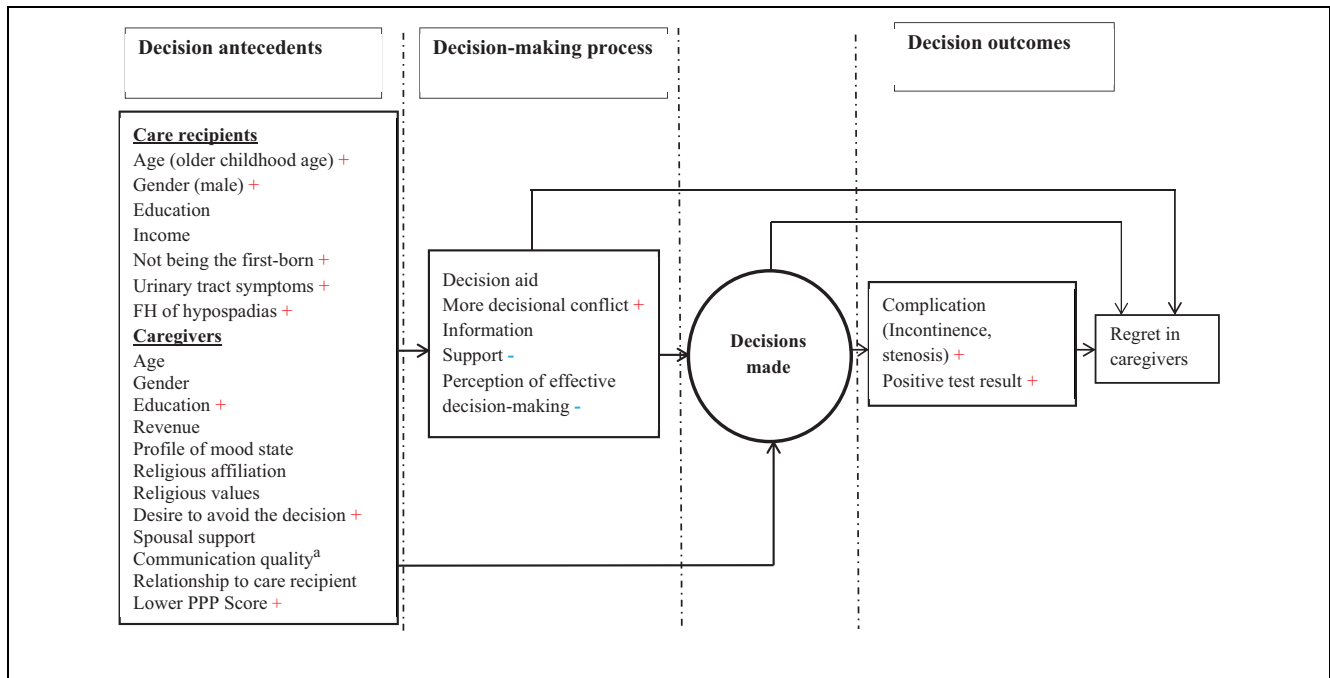 Decision antecedents
Decision-making process
Decision outcomes
Care recipients
Age (older childhood age) +
Gender (male) +
Education
Income
Not being the first-born +
Urinary tract symptoms +
FH of hypospadias +
Caregivers
Age
Gender
Education +
Revenue
Profile of mood state
Religious affiliation
Religious values
Desire to avoid the decision +
Spousal support
Communication qualityᵃ
Relationship to care recipient
Lower PPP Score +
Decision aid
More decisional conflict +
Information
Support -
Perception of effective
decision-making -
Decisions
made
Complication
(Incontinence,
stenosis) +
Positive test result +
Regret in
caregivers